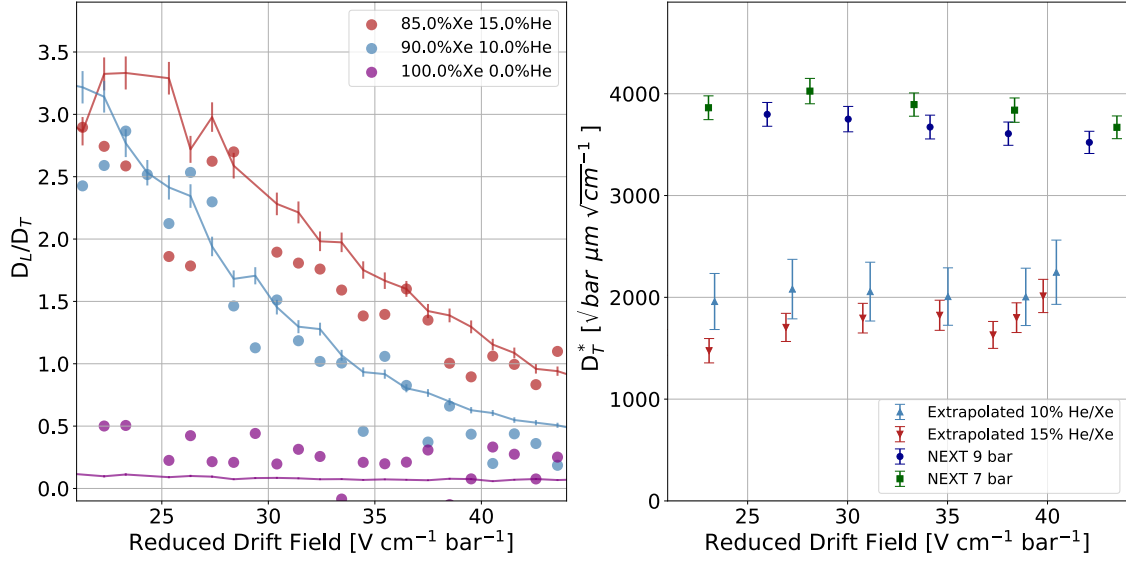 85.0%Xe 15.0%He
90.0%Xe 10.0%He
100.0%Xe 0.0%He
3.5
3.0
2.5
2.0
1.5
1.0
0.5
0.0
D_L/D_T
25
30
35
40
Reduced Drift Field [V cm⁻¹ bar⁻¹]
4000
3000
2000
1000
0
D_T^* [√bar μm √cm⁻¹]
Extrapolated 10% He/Xe
Extrapolated 15% He/Xe
NEXT 9 bar
NEXT 7 bar
25
30
35
40
Reduced Drift Field [V cm⁻¹ bar⁻¹]